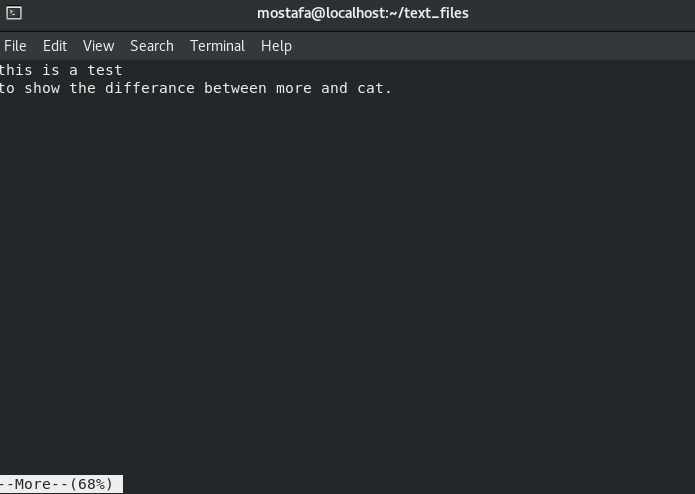 mostafa@localhost:~/text_files
File Edit View Search Terminal Help
this is a test
to show the differance between more and cat.
--More--(68%)